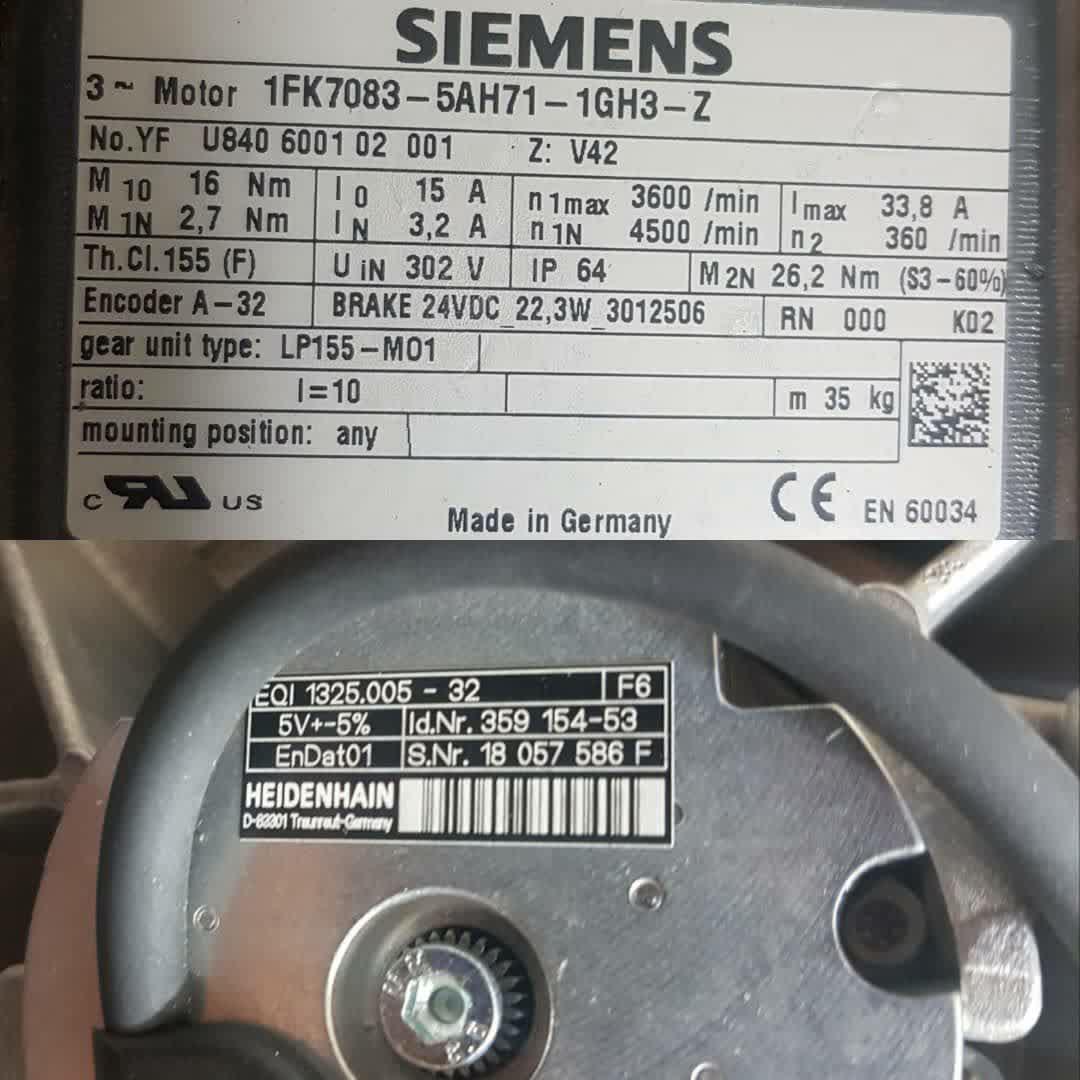 SIEMENS
3 ~ Motor 1FK7083-5AH71-1GH3-Z
No.YF U840 6001 02 001 Z: V42
M 10 16 Nm I 0 15 A n 1max 3600 /min I max 33,8 A
M 1N 2,7 Nm I N 3,2 A n 1N 4500 /min n 2 360 /min
Th.Cl.155 (F) U iN 302 V IP 64 M 2N 26,2 Nm (S3-60%)
Encoder A-32 BRAKE 24VDC_22,3W_3012506 RN 000 K02
gear unit type: LP155-M01
ratio: I=10 m 35 kg
mounting position: any
c US
Made in Germany CE EN 60034
EQI 1325.005 - 32 F6
5V+-5% Id.Nr. 359 154-53
EnDat01 S.Nr. 18 057 586 F
HEIDENHAIN
D-83301 Traunreut-Germany